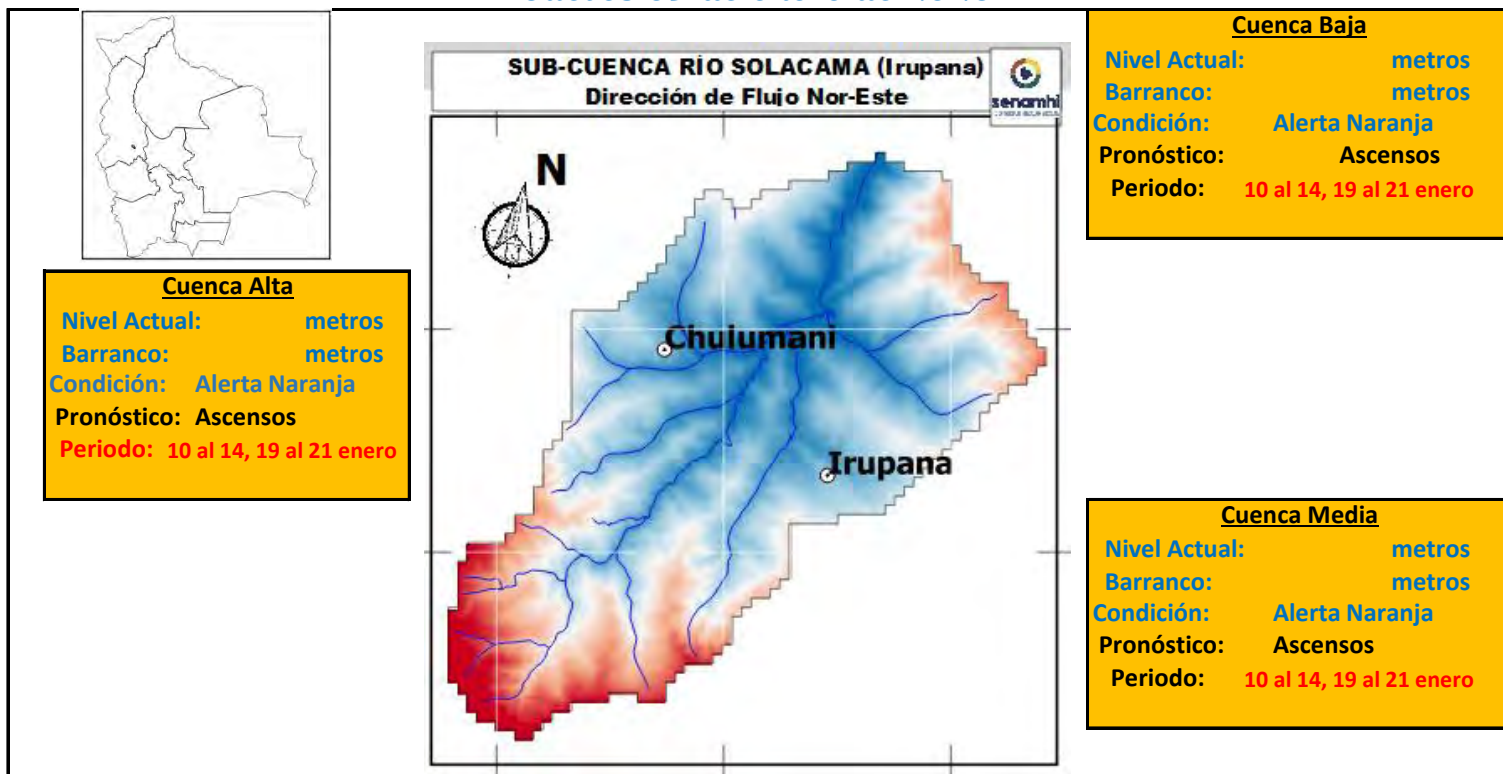 SUB-CUENCA RÍO SOLACAMA (Irupana)
Dirección de Flujo Nor-Este
senamhi
N
Chulumani
Irupana
Cuenca Alta
Nivel Actual: metros
Barranco: metros
Condición: Alerta Naranja
Pronóstico: Ascensos
Periodo: 10 al 14, 19 al 21 enero
Cuenca Baja
Nivel Actual: metros
Barranco: metros
Condición: Alerta Naranja
Pronóstico: Ascensos
Periodo: 10 al 14, 19 al 21 enero
Cuenca Media
Nivel Actual: metros
Barranco: metros
Condición: Alerta Naranja
Pronóstico: Ascensos
Periodo: 10 al 14, 19 al 21 enero